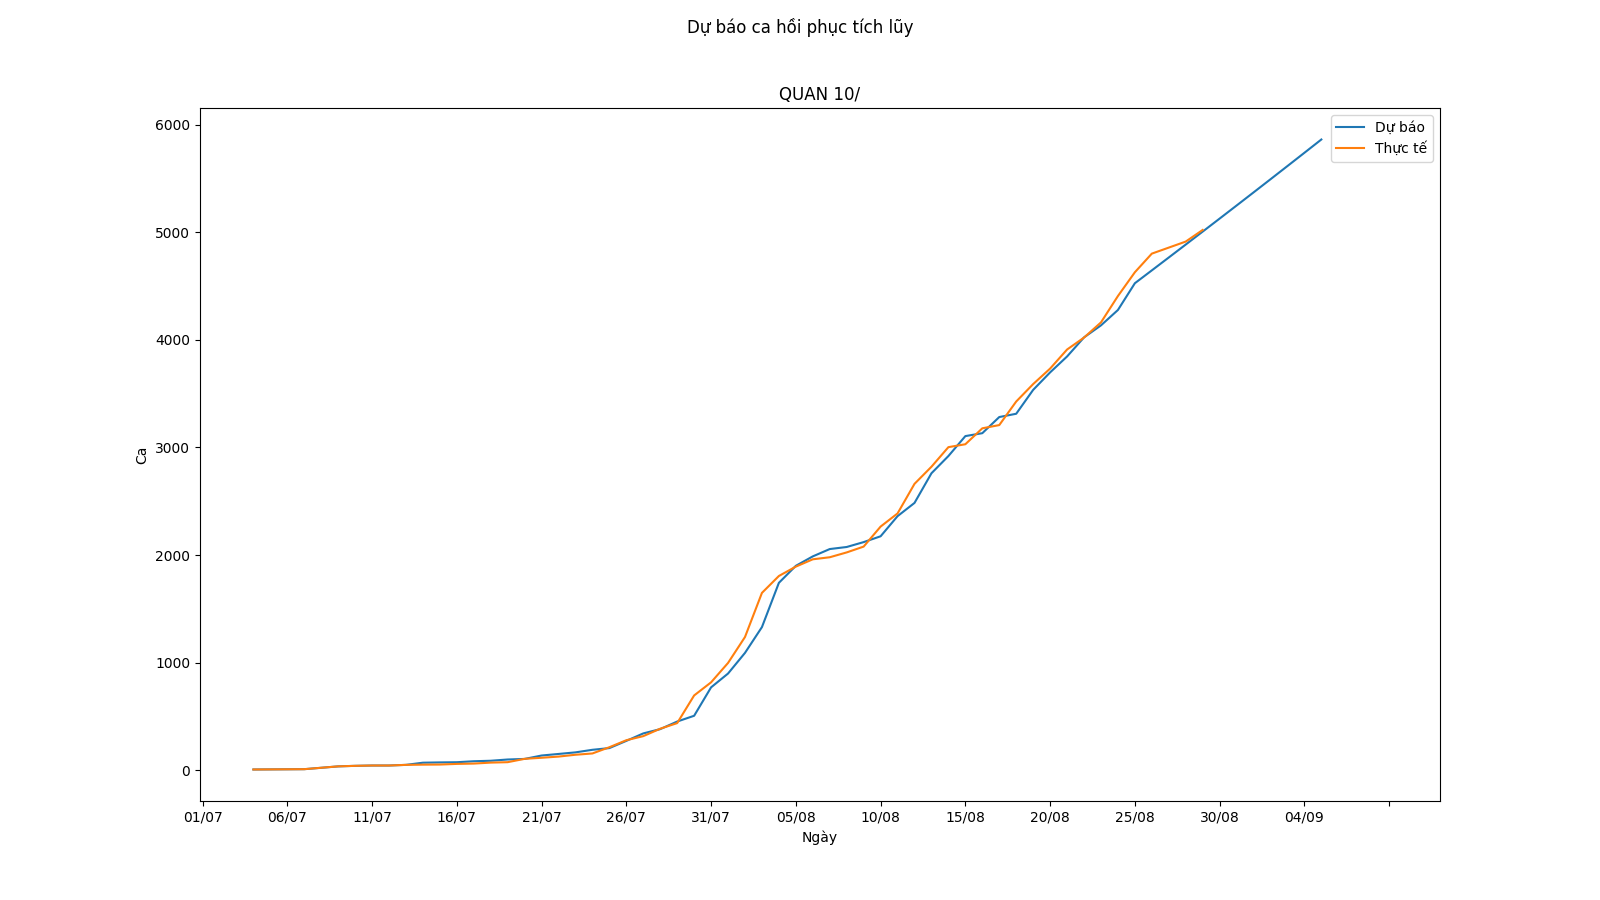 Dự báo ca hồi phục tích lũy
QUAN 10/
Dự báo
Thực tế
6000
5000
4000
3000
2000
1000
0
Ca
01/07 06/07 11/07 16/07 21/07 26/07 31/07 05/08 10/08 15/08 20/08 25/08 30/08 04/09
Ngày